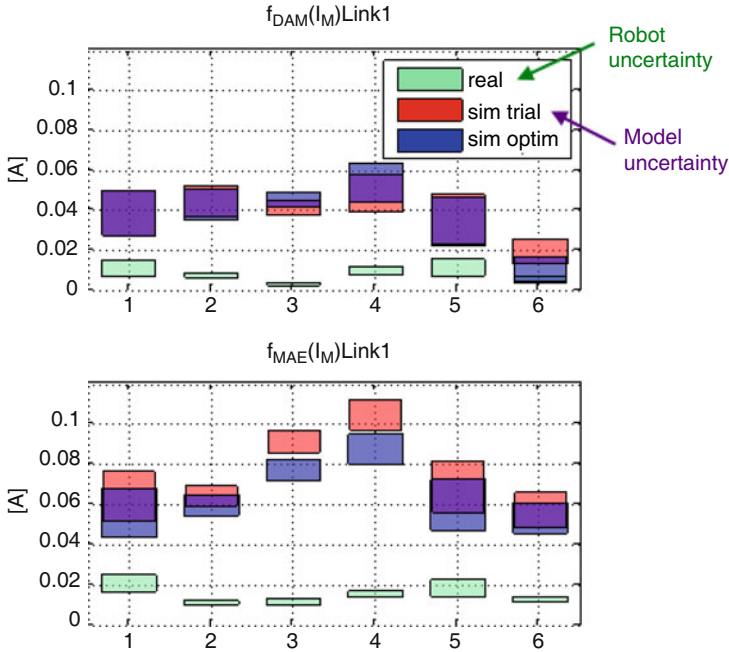 f_DAM(I_M)Link1
Robot
uncertainty
real
sim trial
sim optim
Model
uncertainty
[A]
0.1
0.08
0.06
0.04
0.02
0
1 2 3 4 5 6
f_MAE(I_M)Link1
[A]
0.1
0.08
0.06
0.04
0.02
0
1 2 3 4 5 6